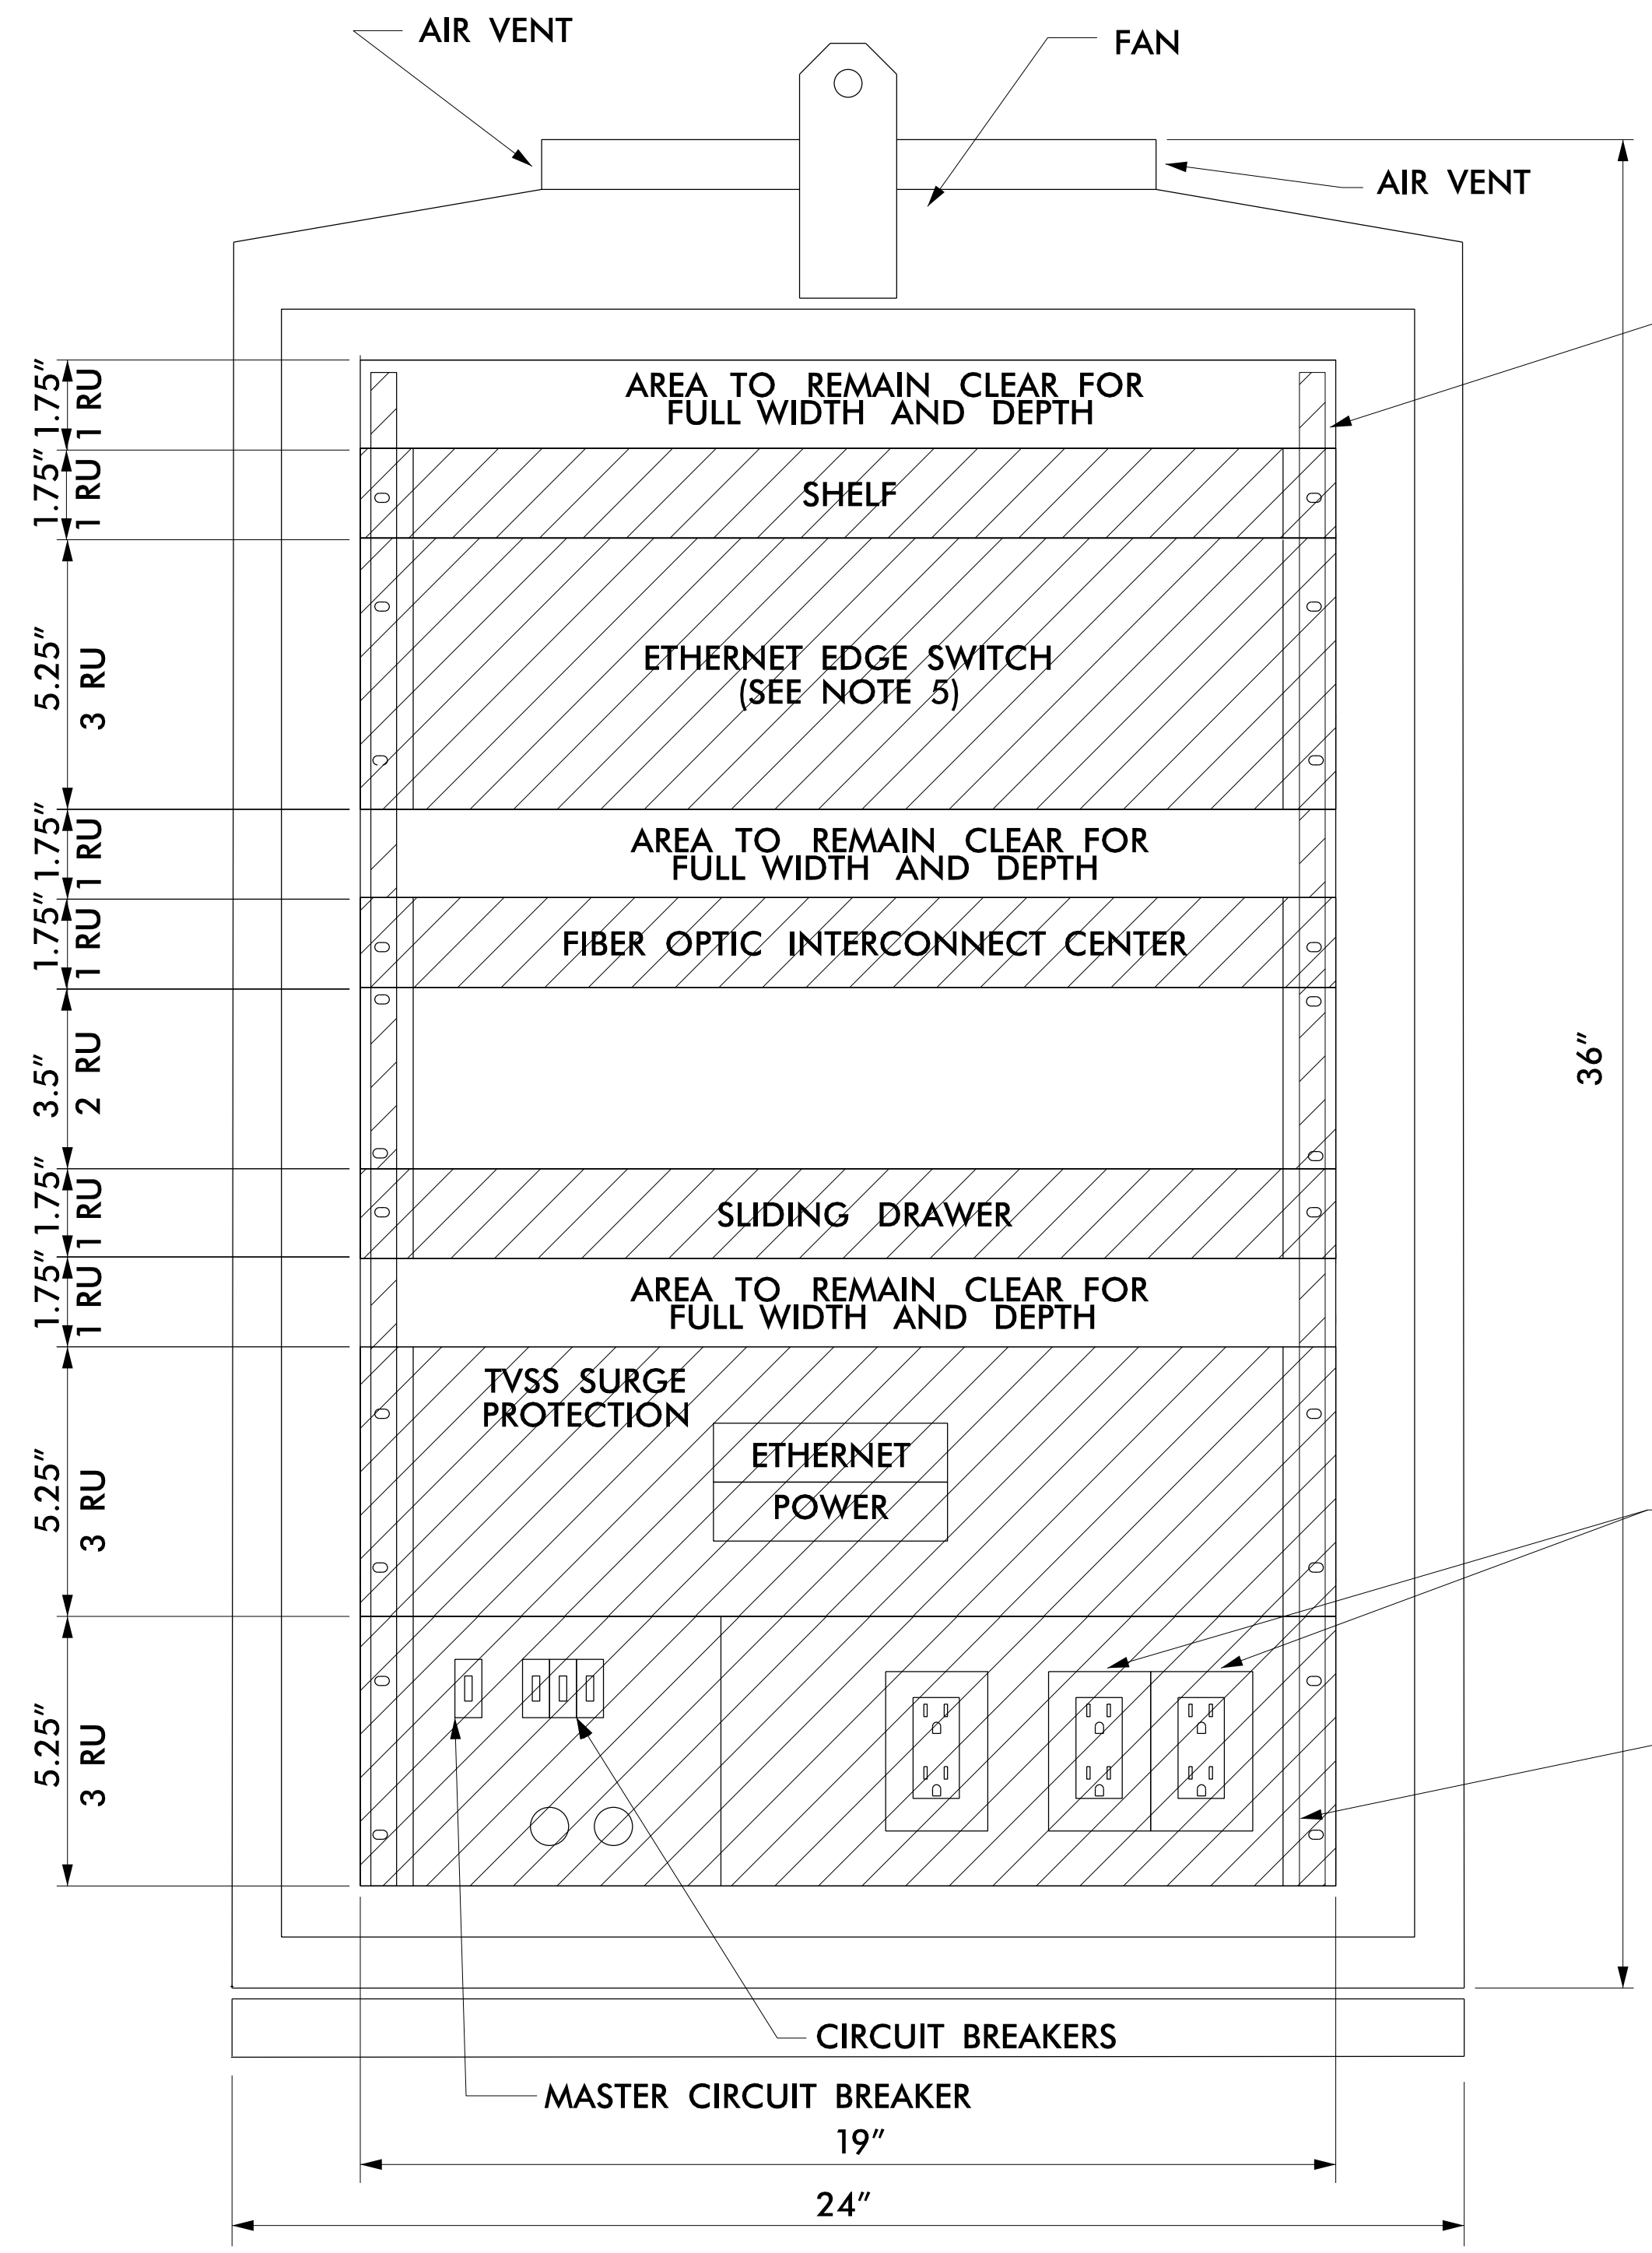 AIR VENT
FAN
AIR VENT
1.75"
1 RU
AREA TO REMAIN CLEAR FOR
FULL WIDTH AND DEPTH
1.75"
1 RU
SHELF
5.25"
3 RU
ETHERNET EDGE SWITCH
(SEE NOTE 5)
1.75"
1 RU
AREA TO REMAIN CLEAR FOR
FULL WIDTH AND DEPTH
1.75"
1 RU
FIBER OPTIC INTERCONNECT CENTER
3.5"
2 RU
36"
1.75"
1 RU
SLIDING DRAWER
1.75"
1 RU
AREA TO REMAIN CLEAR FOR
FULL WIDTH AND DEPTH
5.25"
3 RU
TVSS SURGE
PROTECTION
ETHERNET
POWER
5.25"
3 RU
CIRCUIT BREAKERS
MASTER CIRCUIT BREAKER
19"
24"